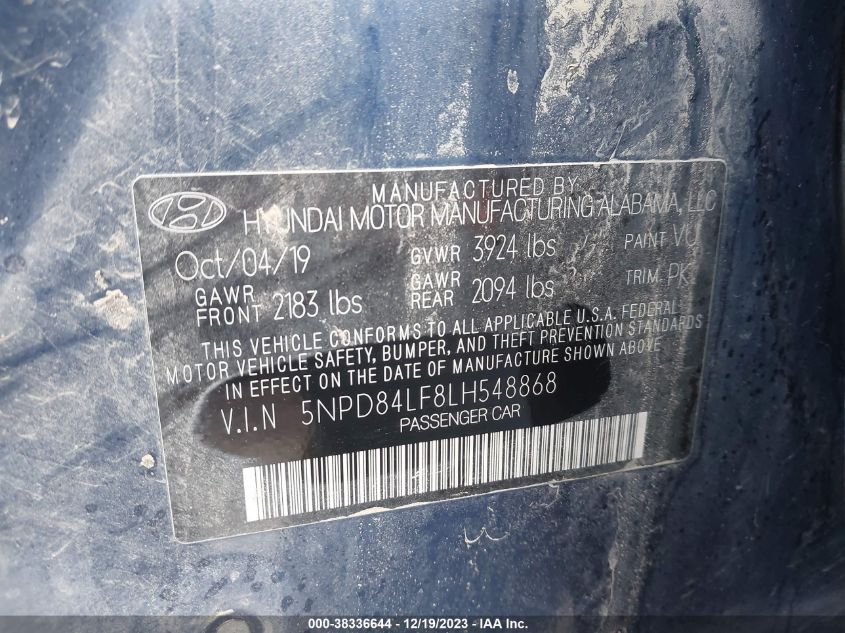 MANUFACTURED BY
HYUNDAI MOTOR MANUFACTURING ALABAMA, LLC
Oct/04/19 GVWR 3924 lbs PAINT VU
GAWR FRONT 2183 lbs GAWR REAR 2094 lbs TRIM PK
THIS VEHICLE CONFORMS TO ALL APPLICABLE U.S.A. FEDERAL
MOTOR VEHICLE SAFETY, BUMPER, AND THEFT PREVENTION STANDARDS
IN EFFECT ON THE DATE OF MANUFACTURE SHOWN ABOVE
V.I.N 5NPD84LF8LH548868
PASSENGER CAR
000-38336644 - 12/19/2023 - © IAA, Inc.